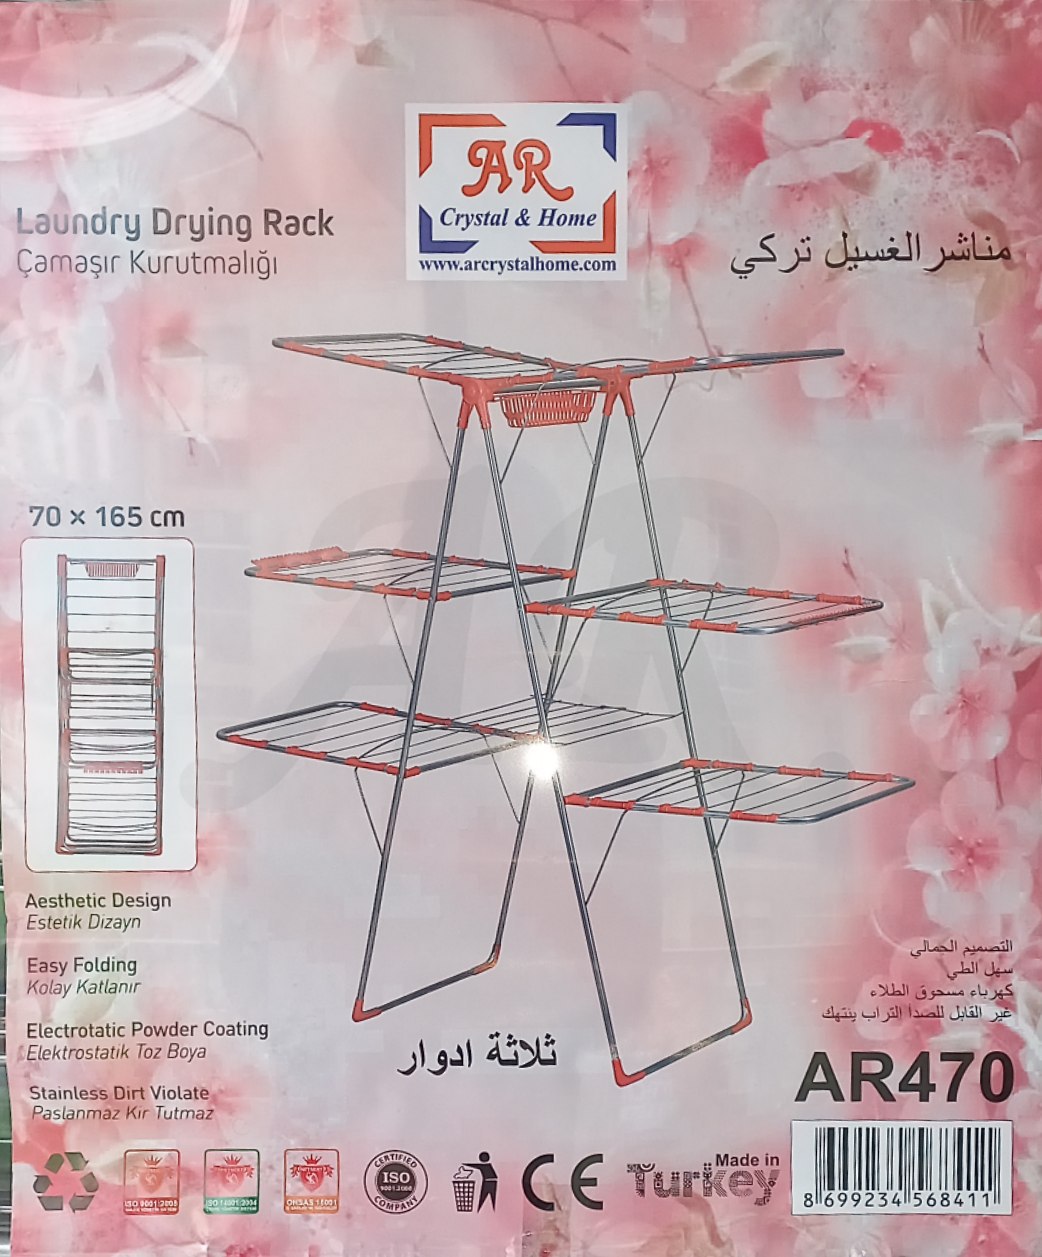 AR
Crystal & Home
www.arcrystalhome.com
Laundry Drying Rack
Çamaşır Kurutmalığı
مناشر الغسيل تركي
70 × 165 cm
Aesthetic Design
Estetik Dizayn
Easy Folding
Kolay Katlanır
Electrotatic Powder Coating
Elektrostatik Toz Boya
Stainless Dirt Violate
Paslanmaz Kir Tutmaz
التصميم الجمالي
سهل الطي
كهرباء مسحوق الطلاء
غير القابل للصدا التراب ينتهك
ثلاثة ادوار
AR470
ISO 9001:2008
ISO 14001:2004
OHSAS 18001
CERTIFIED
ISO
9001:2008
COMPANY
CE
Made in
Türkey
8 699234 568411